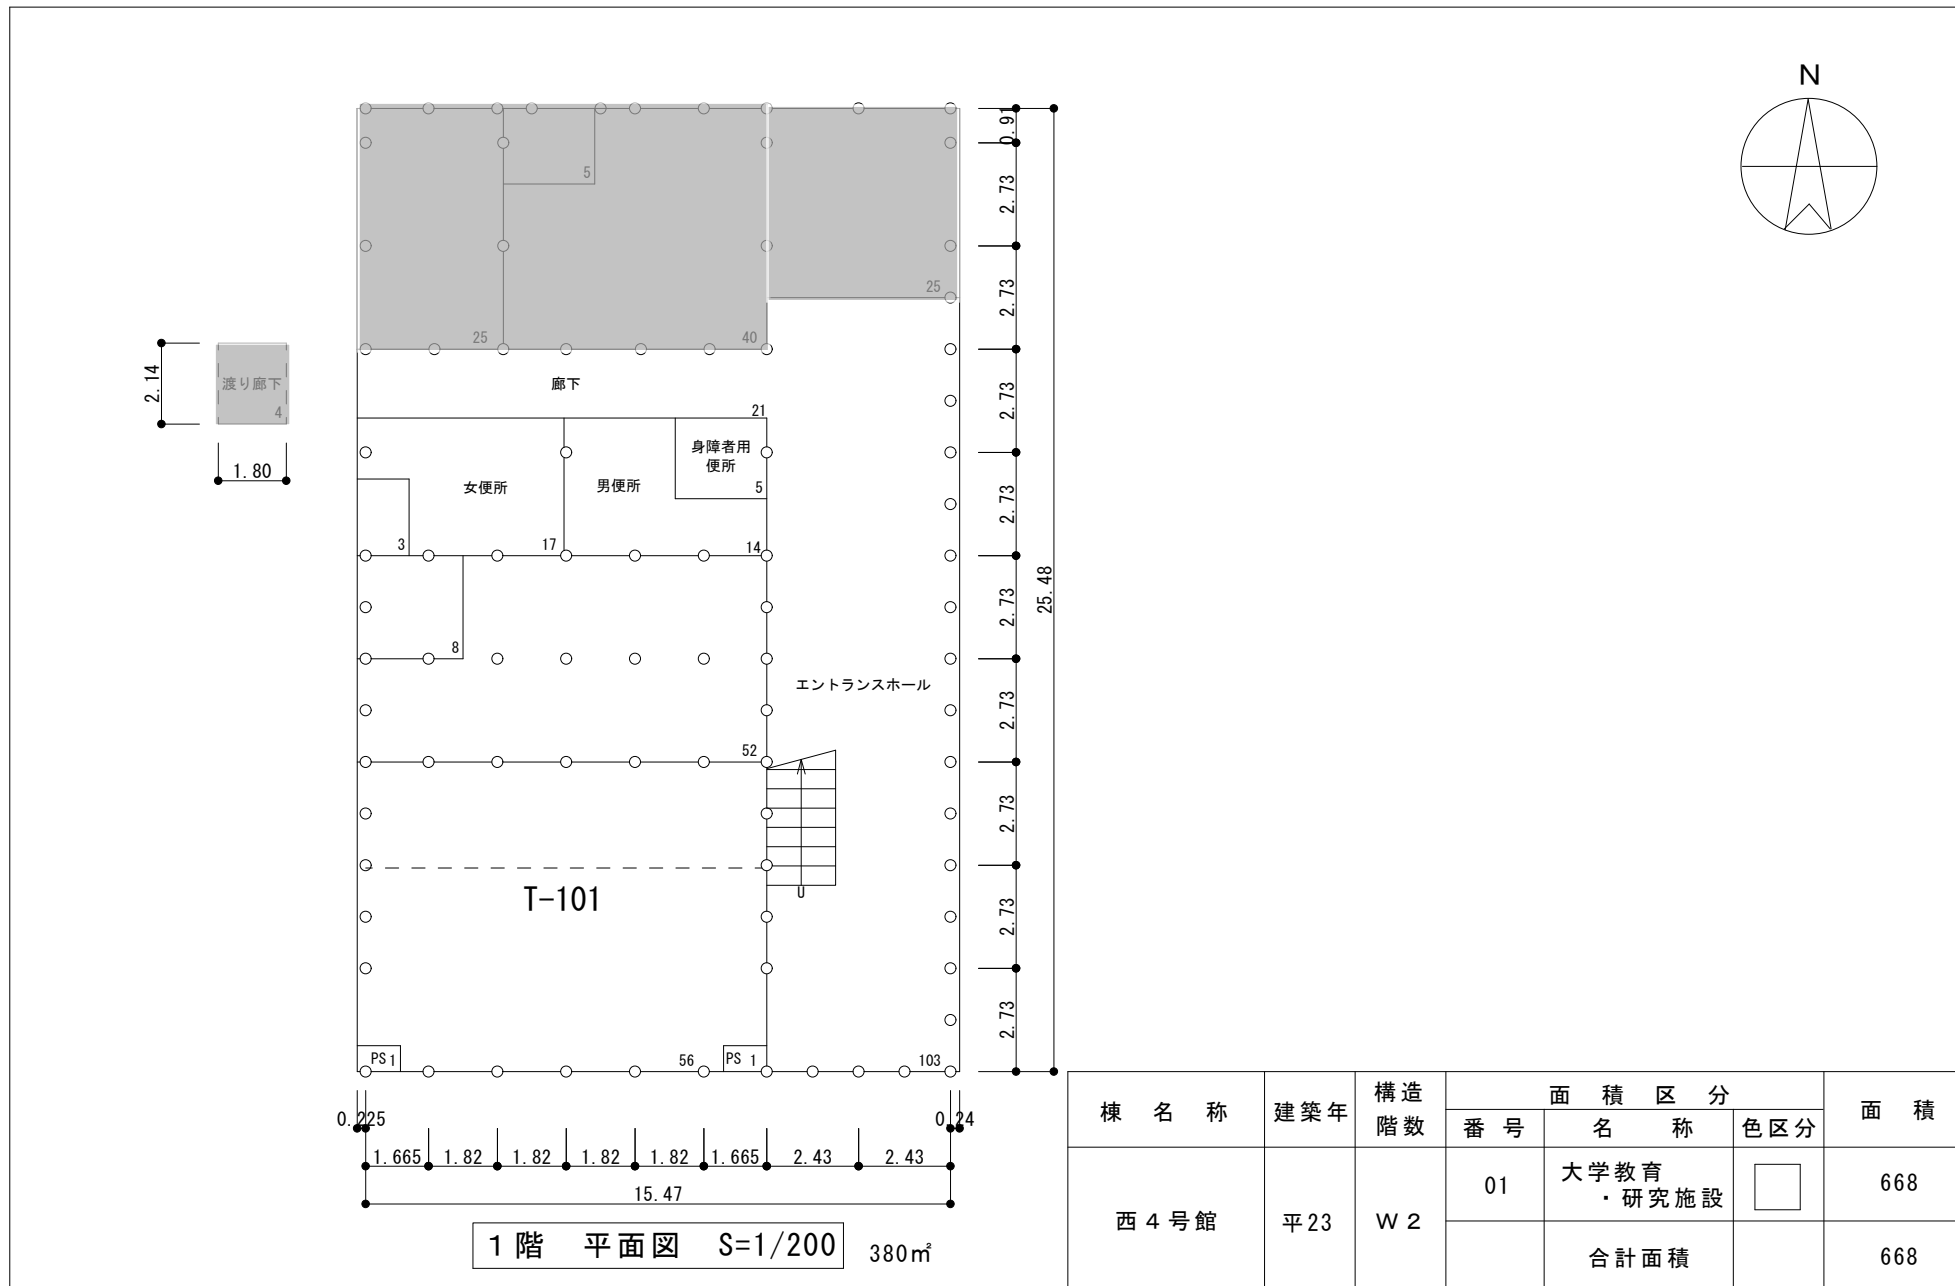 N
0.91
5
2.73
2.73
25
25
40
渡り廊下
4
2.14
1.80
廊下
21
2.73
身障者用
便所
5
女便所
男便所
2.73
3
17
14
25.48
2.73
8
エントランスホール
2.73
52
2.73
U
T-101
2.73
2.73
PS 1
56
PS 1
103
0.225
0.24
1.665
1.82
1.82
1.82
1.82
1.665
2.43
2.43
15.47
1階 平面図 S=1/200
380㎡
棟名称
建築年
構造
階数
面積区分
面積
番号
名称
色区分
西4号館
平23
W2
01
大学教育
・研究施設
668
合計面積
668